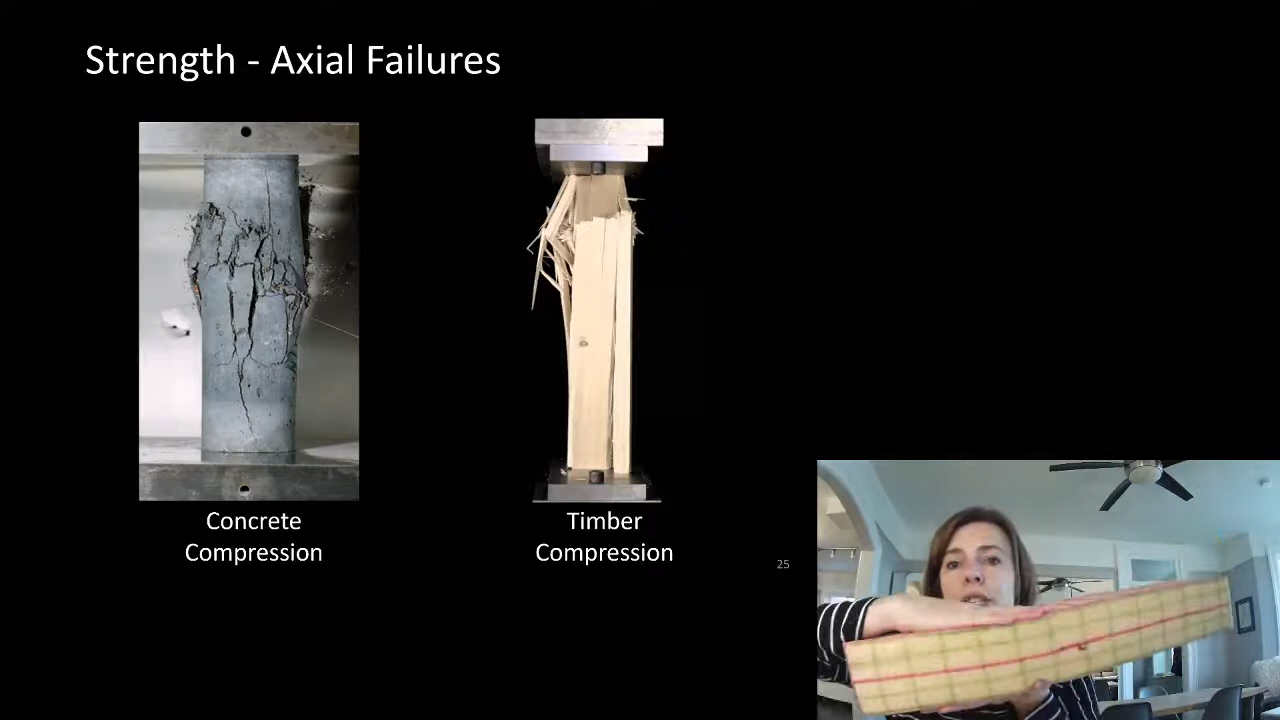 Strength - Axial Failures
Concrete
Compression
Timber
Compression
25